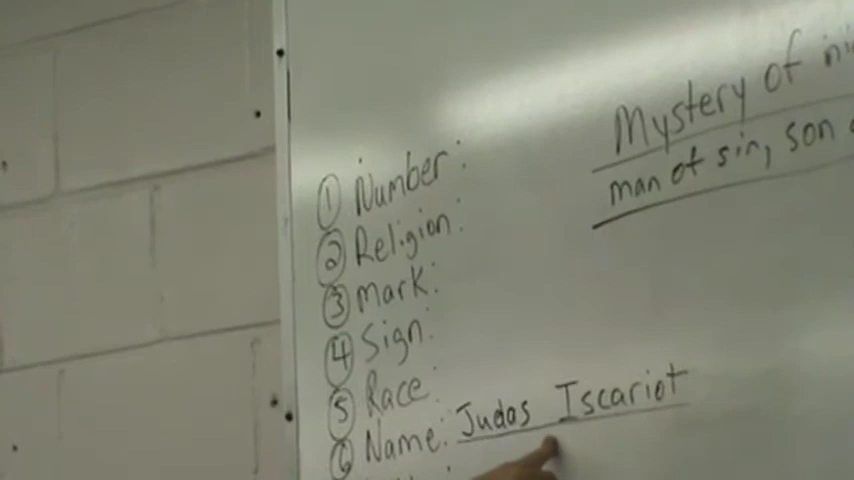 Mystery of
man of sin, son
① Number:
② Religion:
③ mark:
④ Sign:
⑤ Race:
⑥ Name: Judas Iscariot